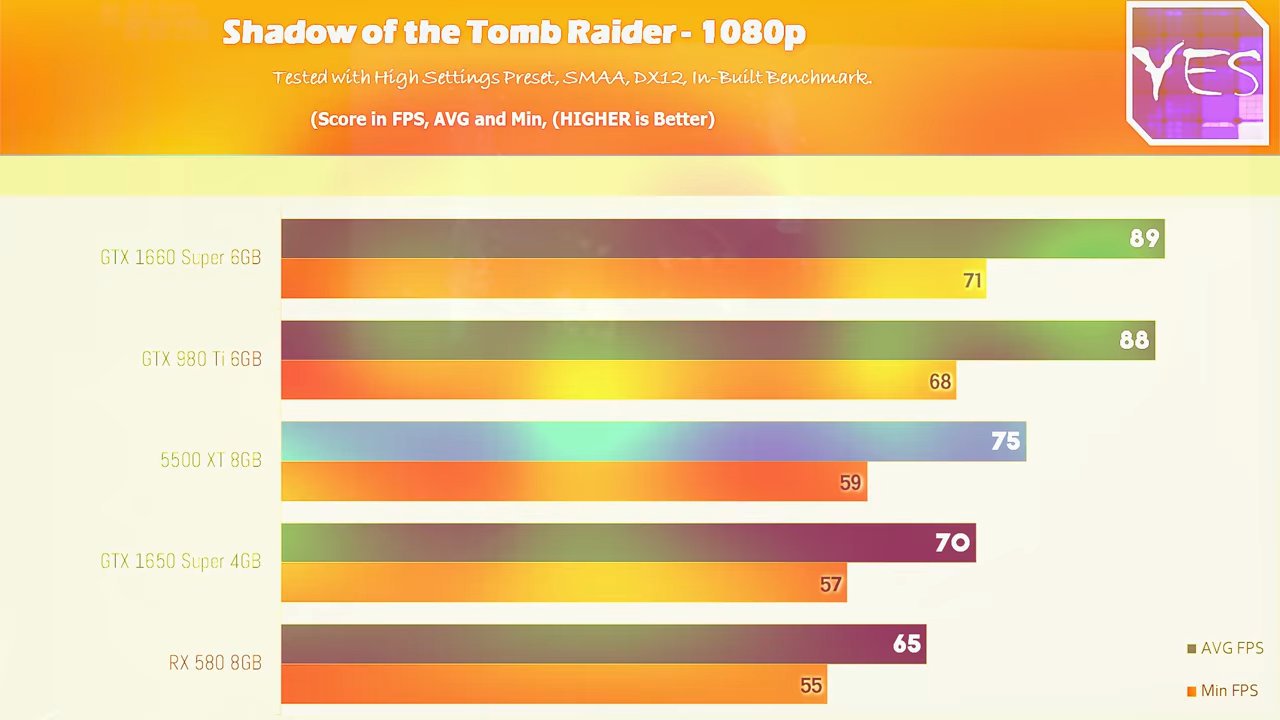 Shadow of the Tomb Raider - 1080p
Tested with High Settings Preset, SMAA, DX12, In-Built Benchmark.
(Score in FPS, AVG and Min, (HIGHER is Better)
YES
GTX 1660 Super 6GB
89
71
GTX 980 Ti 6GB
88
68
5500 XT 8GB
75
59
GTX 1650 Super 4GB
70
57
RX 580 8GB
65
55
AVG FPS
Min FPS